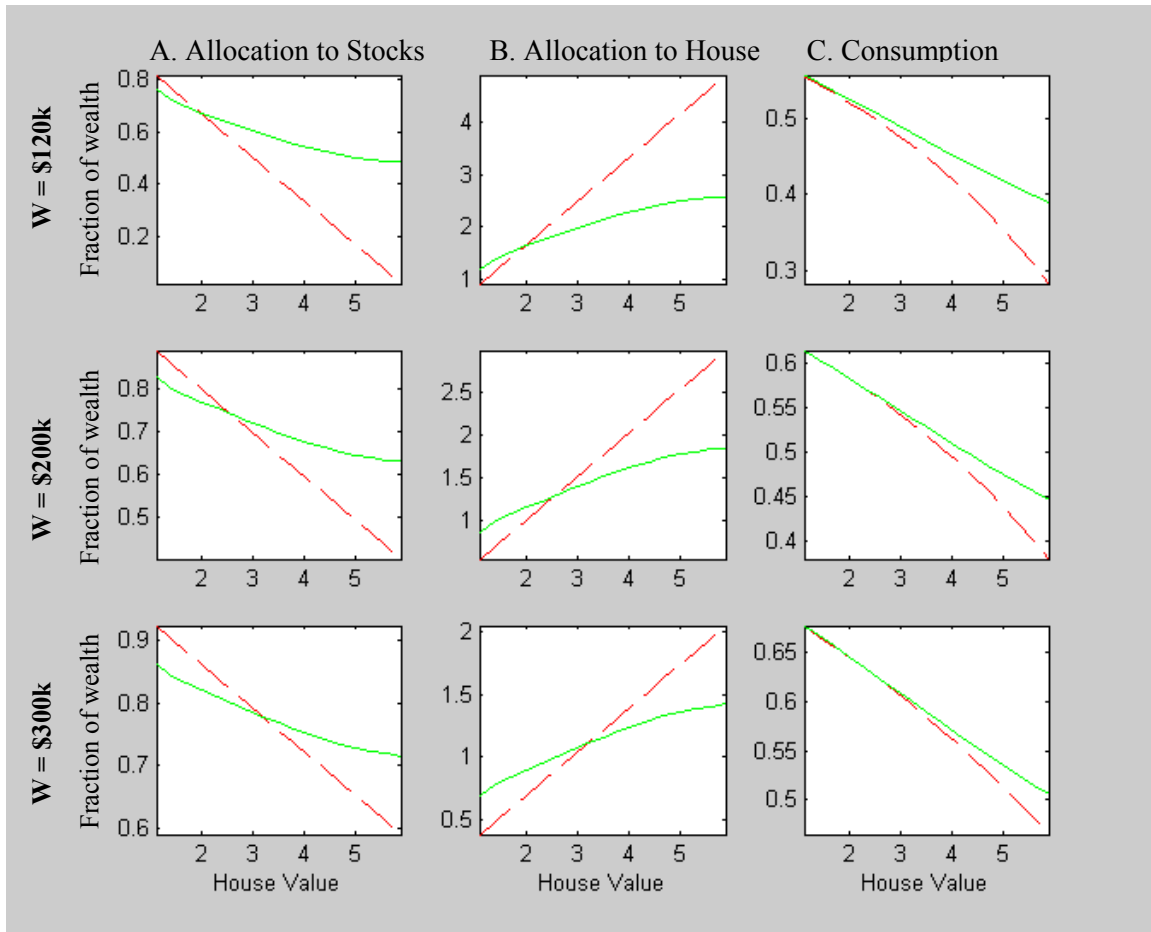 A. Allocation to Stocks
B. Allocation to House
C. Consumption
W = $120k
Fraction of wealth
0.8
0.6
0.4
0.2
2 3 4 5
4
3
2
1
2 3 4 5
0.5
0.4
0.3
2 3 4 5
W = $200k
Fraction of wealth
0.8
0.7
0.6
0.5
2 3 4 5
2.5
2
1.5
1
2 3 4 5
0.6
0.55
0.5
0.45
0.4
2 3 4 5
W = $300k
Fraction of wealth
0.9
0.8
0.7
0.6
2 3 4 5
House Value
2
1.5
1
0.5
2 3 4 5
House Value
0.65
0.6
0.55
0.5
2 3 4 5
House Value